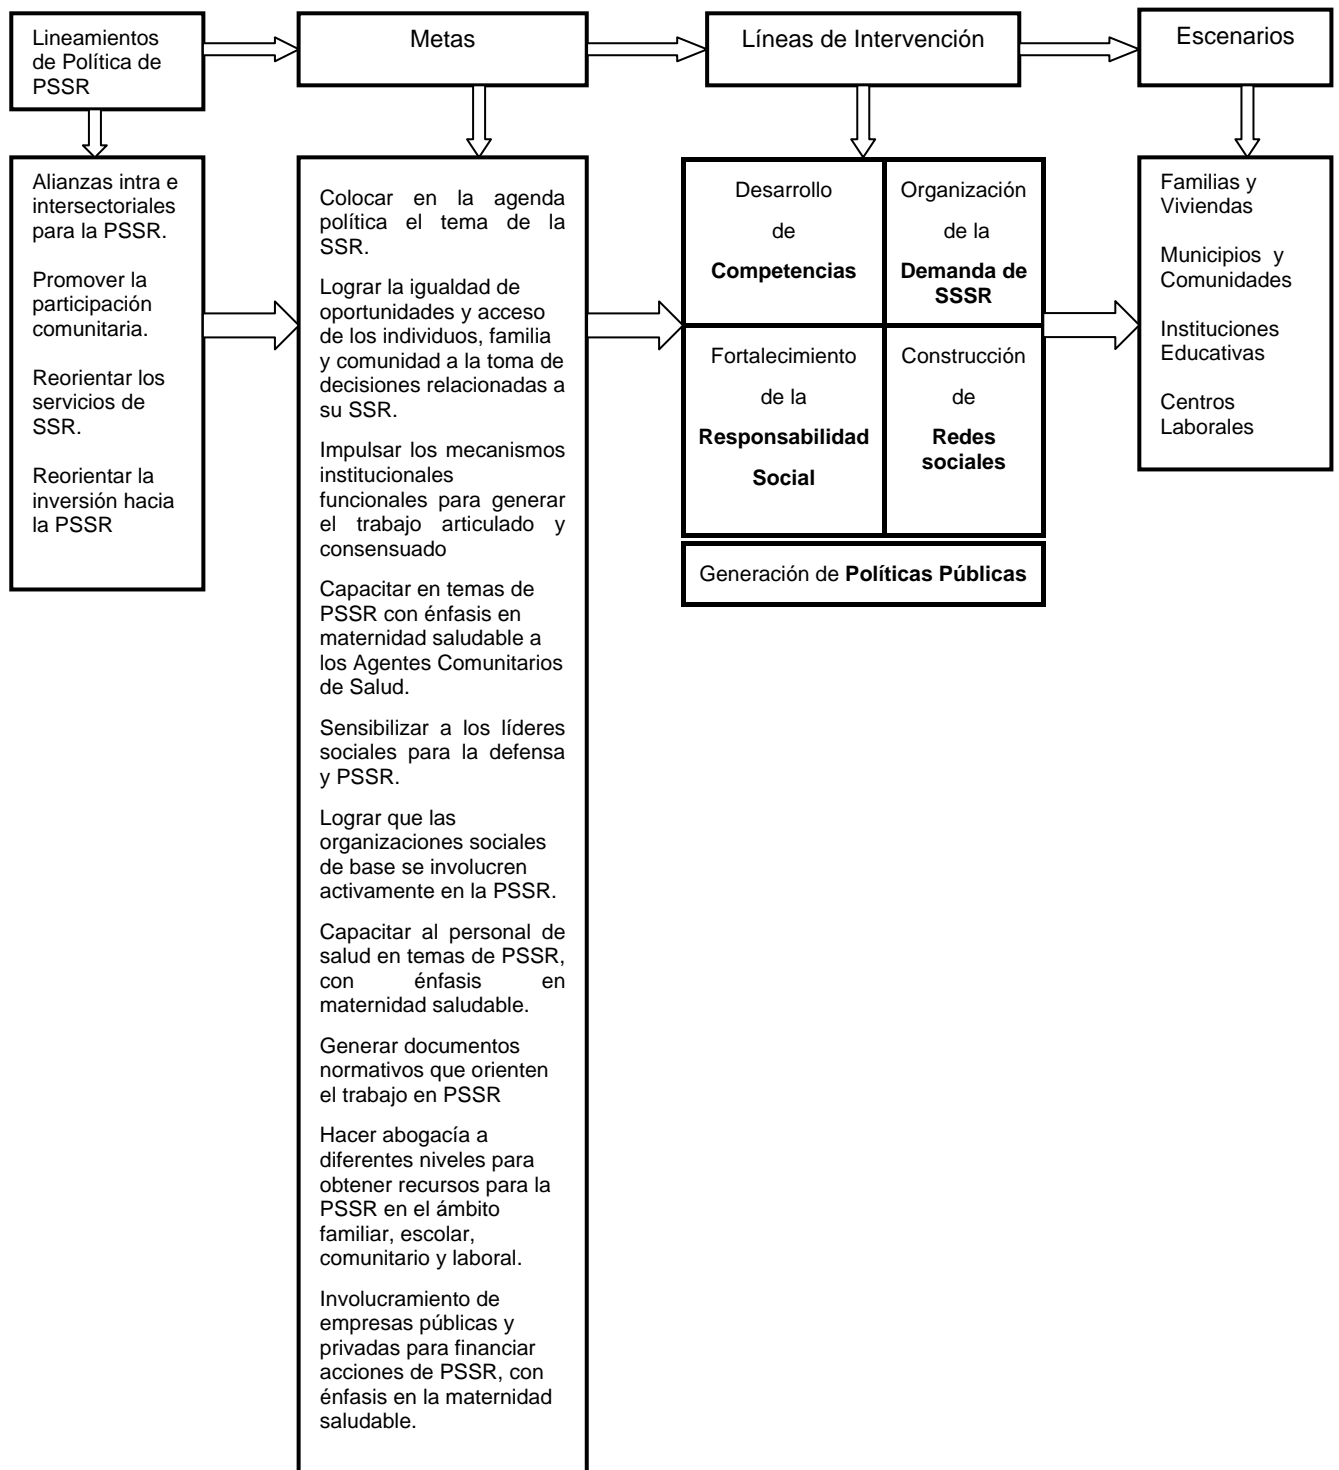 Lineamientos
de Política de
PSSR
Metas
Líneas de Intervención
Escenarios
Alianzas intra e
intersectoriales
para la PSSR.
Promover la
participación
comunitaria.
Reorientar los
servicios de
SSR.
Reorientar la
inversión hacia
la PSSR
Colocar en la agenda
política el tema de la
SSR.
Lograr la igualdad de
oportunidades y acceso
de los individuos, familia
y comunidad a la toma de
decisiones relacionadas a
su SSR.
Impulsar los mecanismos
institucionales
funcionales para generar
el trabajo articulado y
consensuado
Capacitar en temas de
PSSR con énfasis en
maternidad saludable a
los Agentes Comunitarios
de Salud.
Sensibilizar a los líderes
sociales para la defensa
y PSSR.
Lograr que las
organizaciones sociales
de base se involucren
activamente en la PSSR.
Capacitar al personal de
salud en temas de PSSR,
con énfasis en
maternidad saludable.
Generar documentos
normativos que orienten
el trabajo en PSSR
Hacer abogacía a
diferentes niveles para
obtener recursos para la
PSSR en el ámbito
familiar, escolar,
comunitario y laboral.
Involucramiento de
empresas públicas y
privadas para financiar
acciones de PSSR, con
énfasis en la maternidad
saludable.
Desarrollo
de
Competencias
Organización
de la
Demanda de
SSSR
Fortalecimiento
de la
Responsabilidad
Social
Construcción
de
Redes
sociales
Generación de Políticas Públicas
Familias y
Viviendas
Municipios y
Comunidades
Instituciones
Educativas
Centros
Laborales